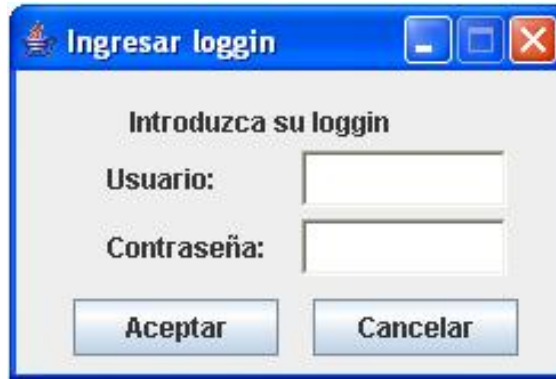 Ingresar loggin
Introduzca su loggin
Usuario:
Contraseña:
Aceptar Cancelar